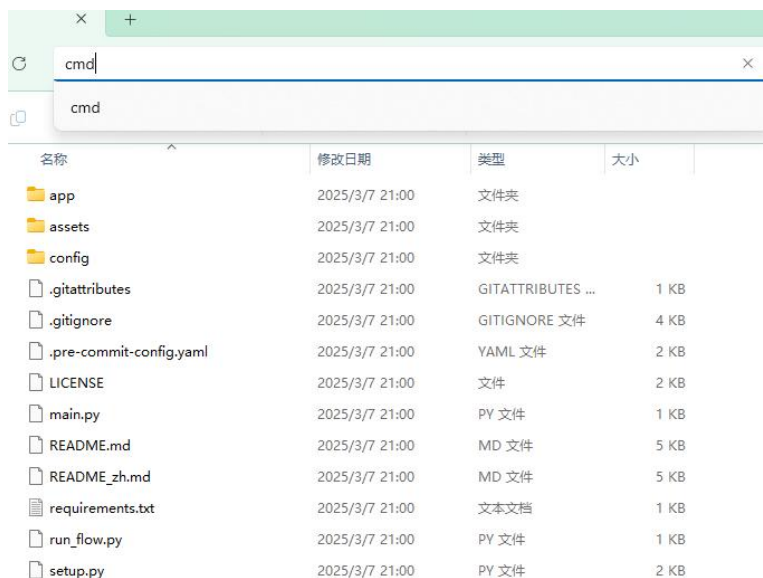 cmd
cmd
名称 修改日期 类型 大小
app 2025/3/7 21:00 文件夹
assets 2025/3/7 21:00 文件夹
config 2025/3/7 21:00 文件夹
.gitattributes 2025/3/7 21:00 GITATTRIBUTES ... 1 KB
.gitignore 2025/3/7 21:00 GITIGNORE 文件 4 KB
.pre-commit-config.yaml 2025/3/7 21:00 YAML 文件 2 KB
LICENSE 2025/3/7 21:00 文件 2 KB
main.py 2025/3/7 21:00 PY 文件 1 KB
README.md 2025/3/7 21:00 MD 文件 5 KB
README_zh.md 2025/3/7 21:00 MD 文件 5 KB
requirements.txt 2025/3/7 21:00 文本文档 1 KB
run_flow.py 2025/3/7 21:00 PY 文件 1 KB
setup.py 2025/3/7 21:00 PY 文件 2 KB